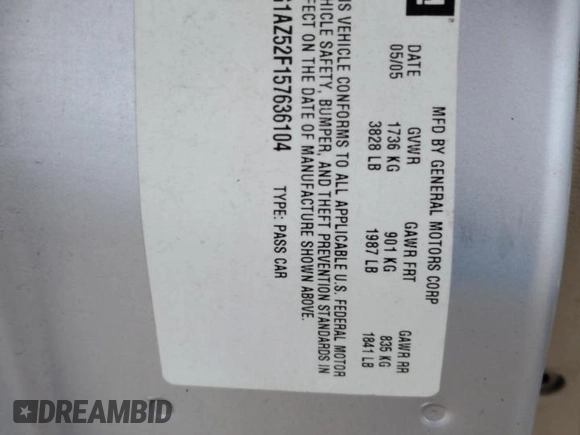 MFD BY GENERAL MOTORS CORP
DATE GVWR GAWR FRT GAWR RR
05/05 1736 KG 901 KG 835 KG
3828 LB 1987 LB 1841 LB
VEHICLE CONFORMS TO ALL APPLICABLE U.S. FEDERAL MOTOR
SAFETY, BUMPER, AND THEFT PREVENTION STANDARDS IN
ON THE DATE OF MANUFACTURE SHOWN ABOVE.
1AZ52F157636104 TYPE: PASS CAR
DREAMBID